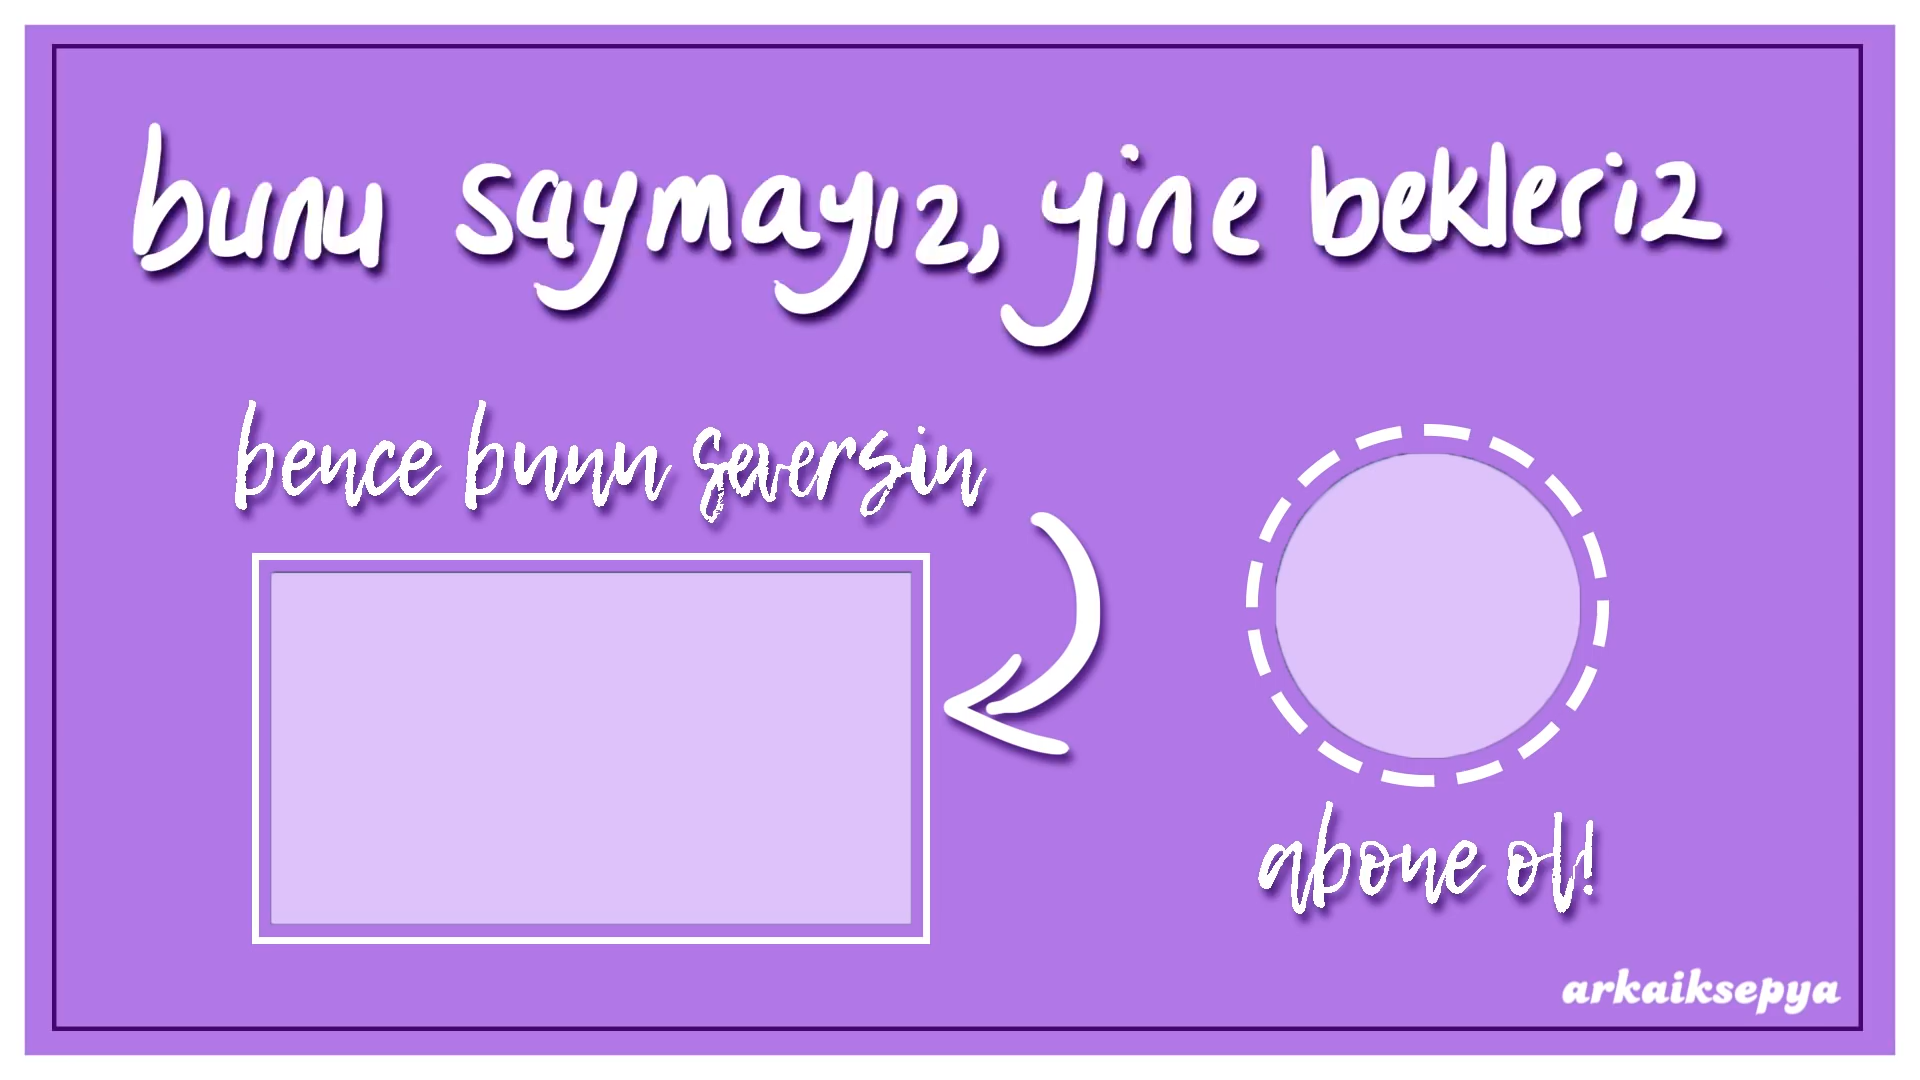 bunu saymayız, yine bekleriz
bence bunu seversin
abone ol!
arkaiksepya